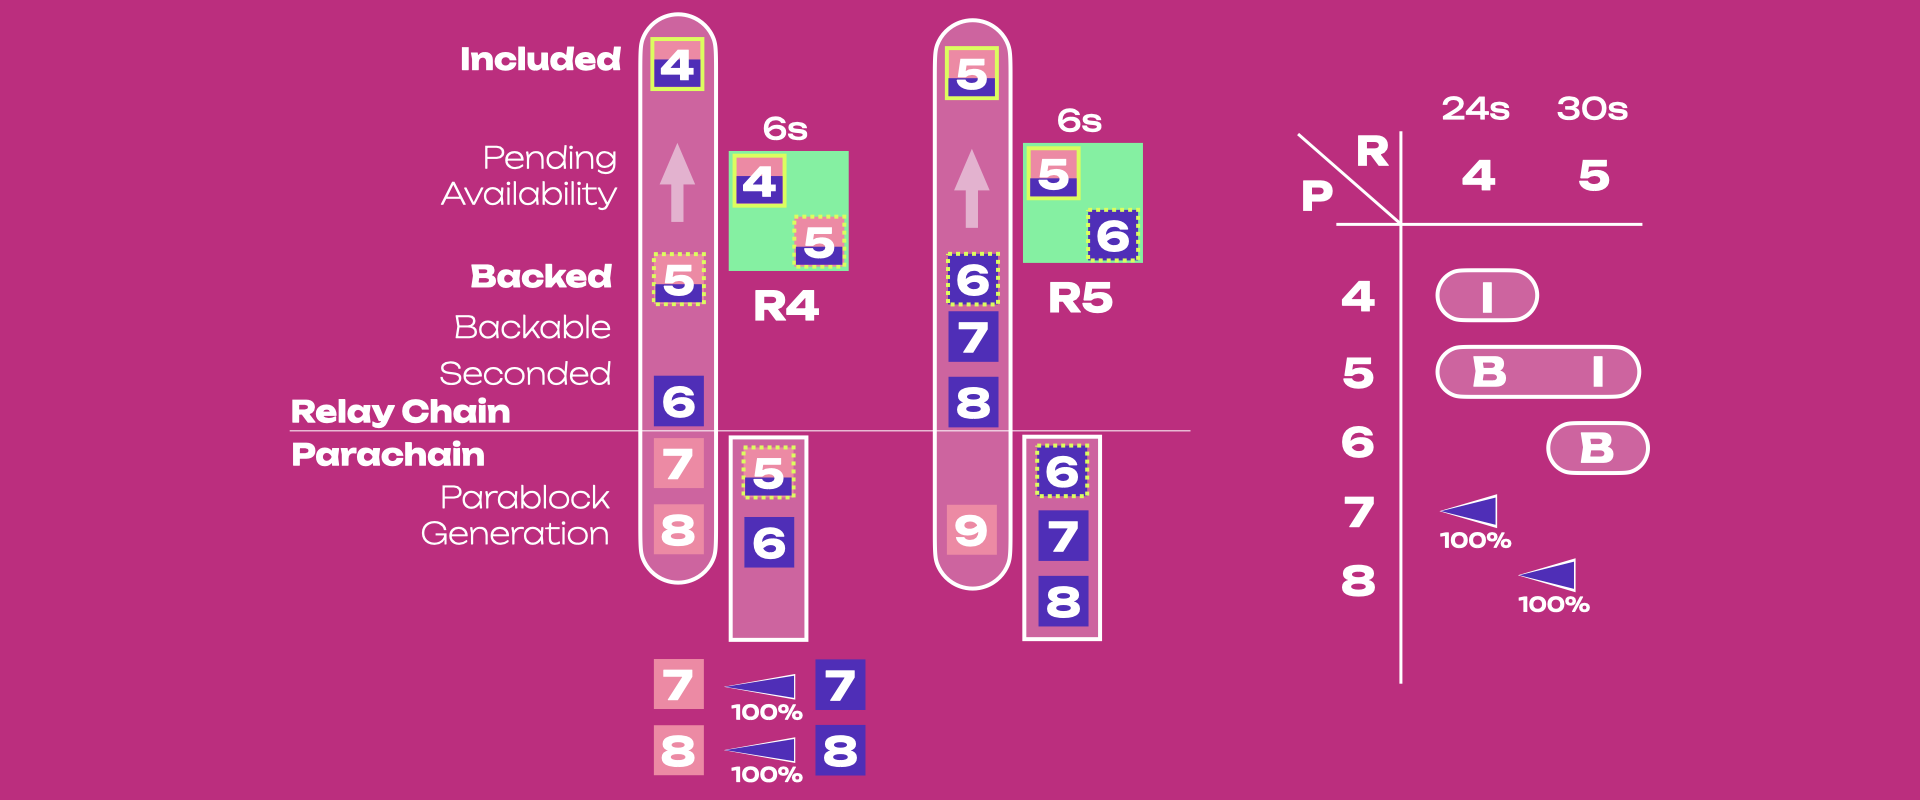 Included
4
5
6s
6s
24s
30s
Pending
Availability
4
5
5
6
R
P
4
5
Backed
5
6
R4
R5
Backable
7
4
I
Seconded
6
8
5
B I
Relay Chain
Parachain
7
5
6
6
B
Parablock
Generation
8
6
9
7
8
7
100%
8
100%
7
100%
7
8
100%
8